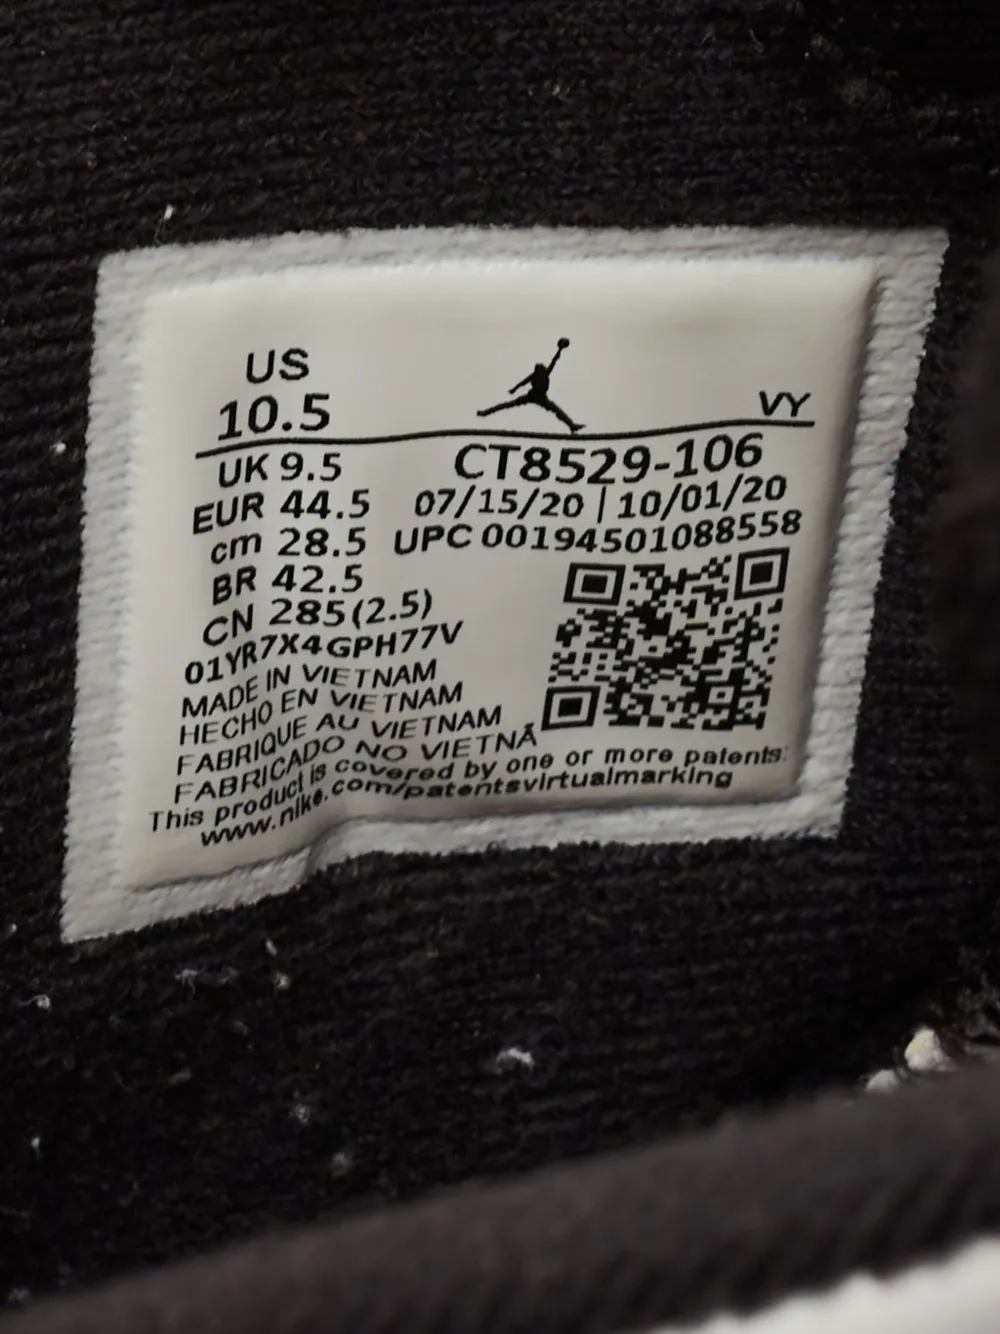 US
10.5
VY
UK 9.5
CT8529-106
EUR 44.5
07/15/20 | 10/01/20
cm 28.5
UPC 00194501088558
BR 42.5
CN 285(2.5)
01YR7X4GPH77V
MADE IN VIETNAM
HECHO EN VIETNAM
FABRIQUE AU VIETNAM
FABRICADO NO VIETNÃ
This product is covered by one or more patents:
www.nike.com/patentsvirtualmarking